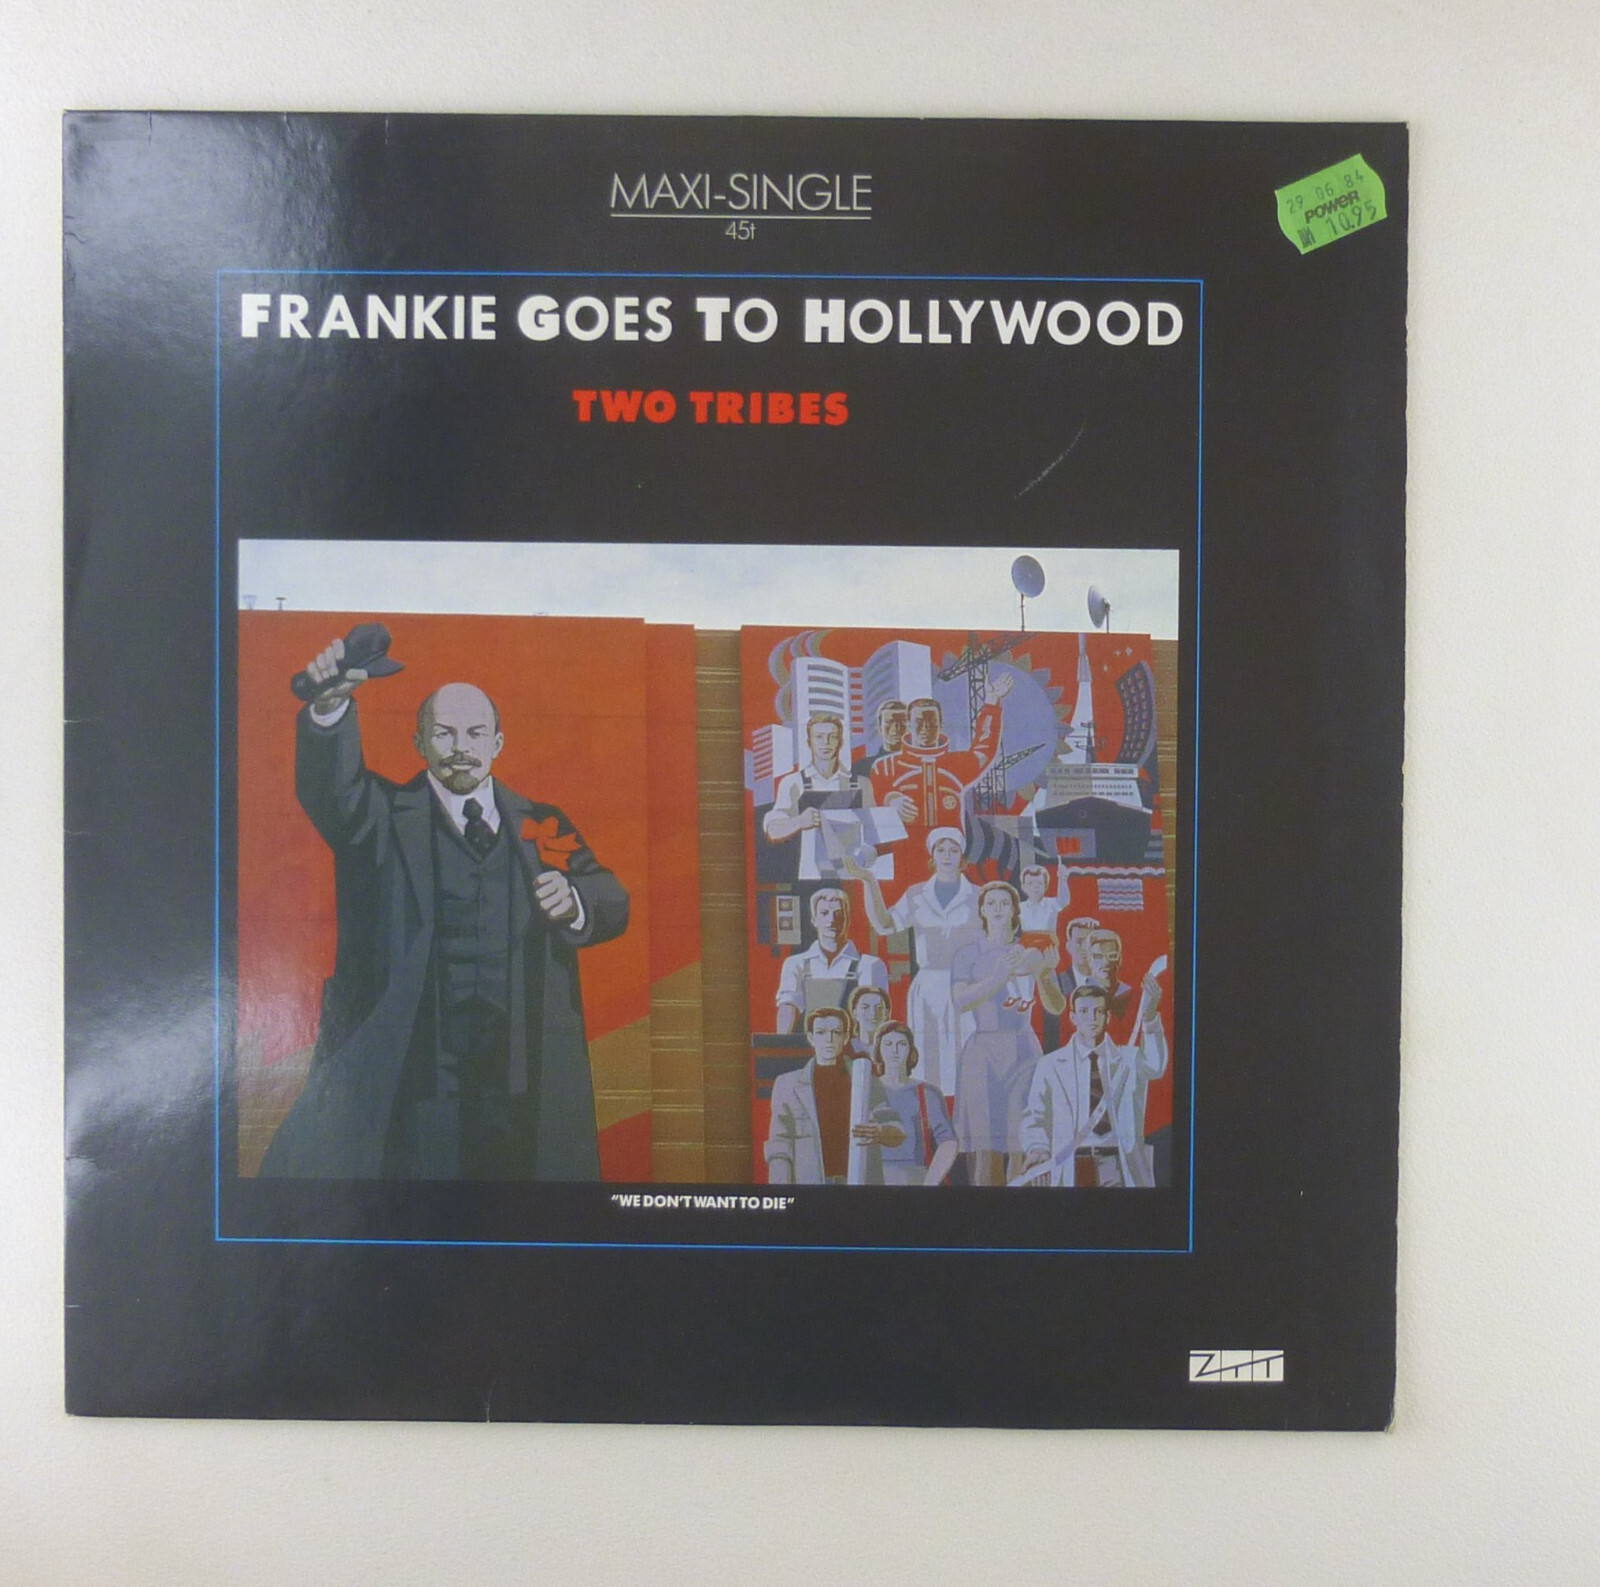 MAXI-SINGLE
45t
29 06 84
POWER
DM 10.95
FRANKIE GOES TO HOLLYWOOD
TWO TRIBES
"WE DON'T WANT TO DIE"
ZTT